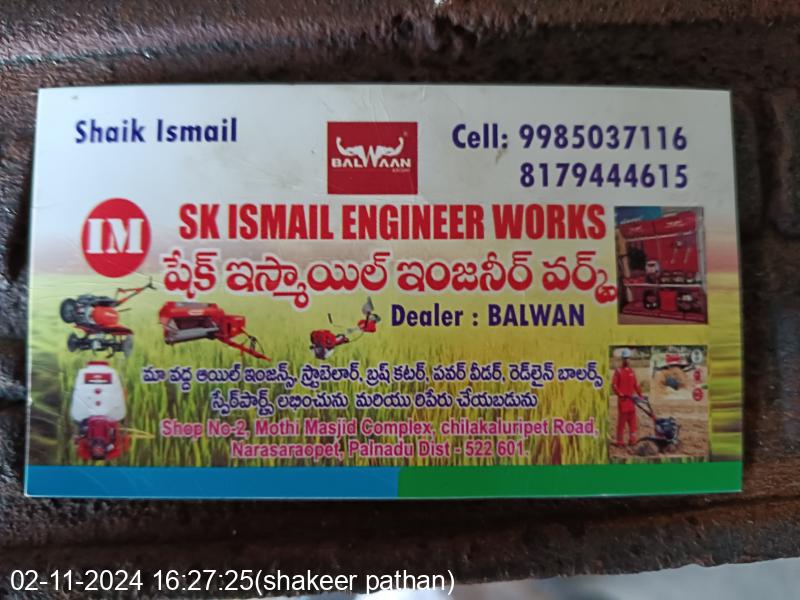 Shaik Ismail
BALWAAN
KRISHI
Cell: 9985037116
8179444615
IM
SK ISMAIL ENGINEER WORKS
షేక్ ఇస్మాయిల్ ఇంజనీర్ వర్క్స్
Dealer : BALWAN
మా వద్ద ఆయిల్ ఇంజన్స్, స్ట్రాబెలార్, బ్రష్ కటర్, పవర్ వీడర్, రెడ్‌లైన్ బాలర్స్
స్పేర్‌పార్ట్స్ లభించును మరియు రిపేరు చేయబడును
Shop No-2, Mothi Masjid Complex, chilakaluripet Road,
Narasaraopet, Palnadu Dist - 522 601.
02-11-2024 16:27:25(shakeer pathan)